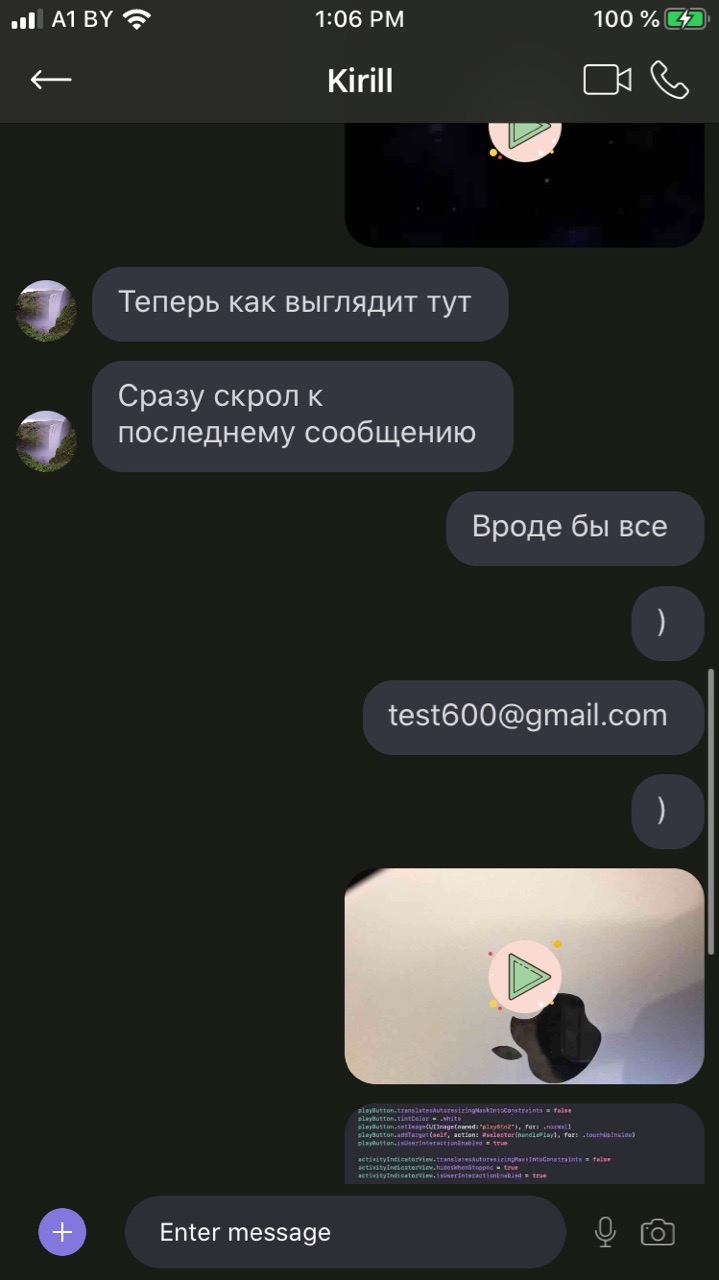 A1 BY
1:06 PM
100 %
Kirill
Теперь как выглядит тут
Сразу скрол к
последнему сообщению
Вроде бы все
)
test600@gmail.com
)
playButton.translatesAutoresizingMaskIntoConstraints = false
playButton.tintColor = .white
playButton.setImage(UIImage(named:"playBtn2"), for: .normal)
playButton.addTarget(self, action: #selector(handlePlay), for: .touchUpInside)
playButton.isUserInteractionEnabled = true
activityIndicatorView.translatesAutoresizingMaskIntoConstraints = false
activityIndicatorView.hidesWhenStopped = true
activityIndicatorView.isUserInteractionEnabled = true
Enter message